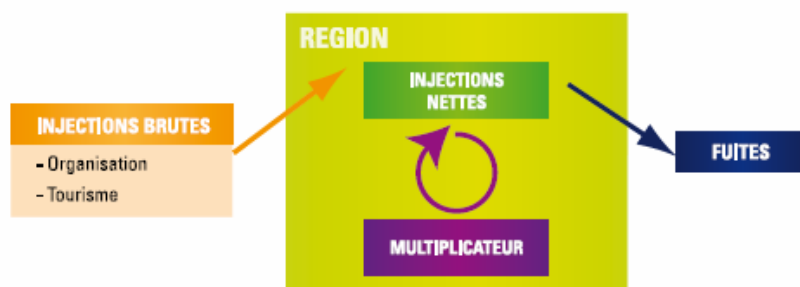 REGION
INJECTIONS
NETTES
INJECTIONS BRUTES
- Organisation
- Tourisme
FUITES
MULTIPLICATEUR